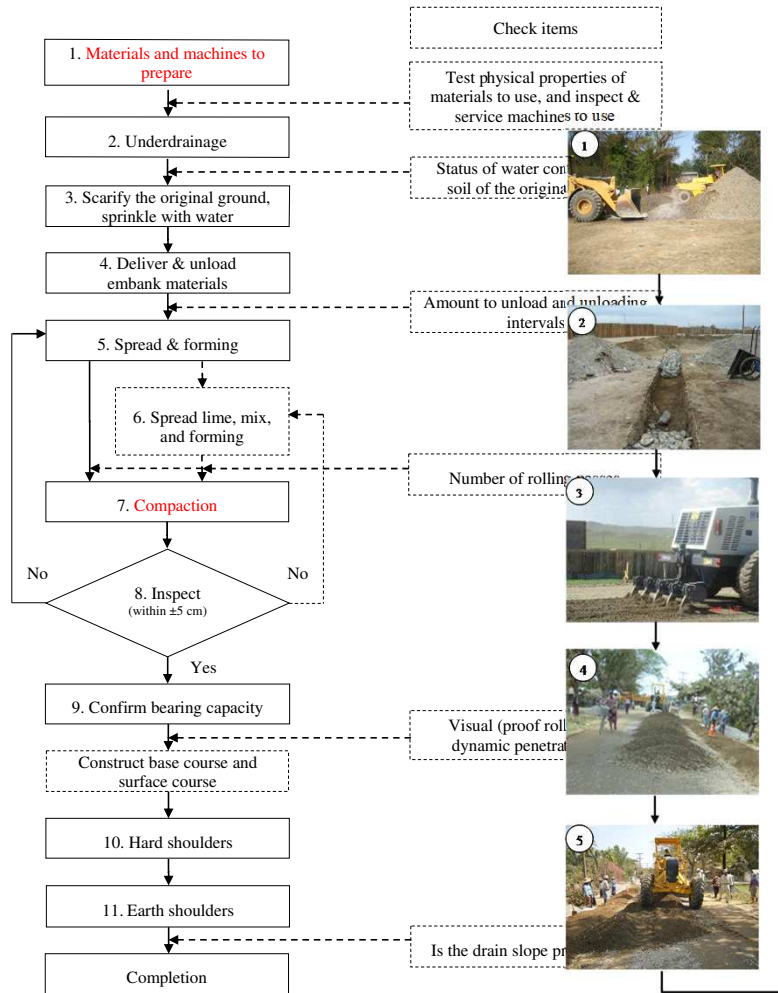 Check items
1. Materials and machines to
prepare
Test physical properties of
materials to use, and inspect &
service machines to use
2. Underdrainage
1
Status of water
soil of the
3. Scarify the original ground,
sprinkle with water
4. Deliver & unload
embank materials
Amount to unload and unloading
intervals
2
5. Spread & forming
6. Spread lime, mix,
and forming
Number of rolling passes
3
7. Compaction
No
No
8. Inspect
(within ±5 cm)
4
Yes
9. Confirm bearing capacity
Visual (proof
dynamic
Construct base course and
surface course
5
10. Hard shoulders
11. Earth shoulders
Is the drain slope
Completion